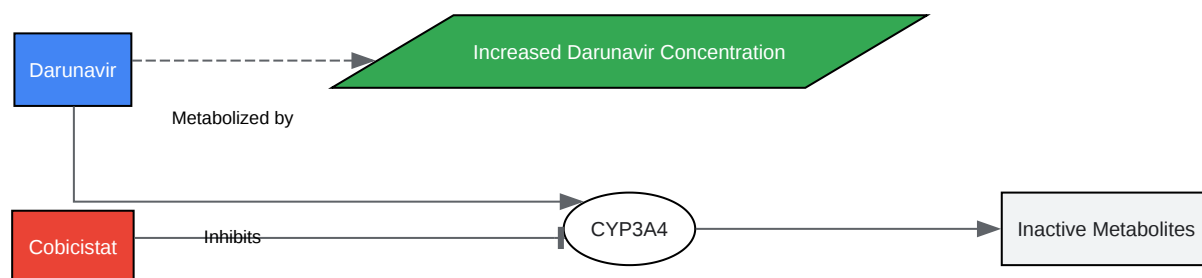 Increased Darunavir Concentration
Darunavir
Metabolized by
CYP3A4
Inactive Metabolites
Inhibits
Cobicistat